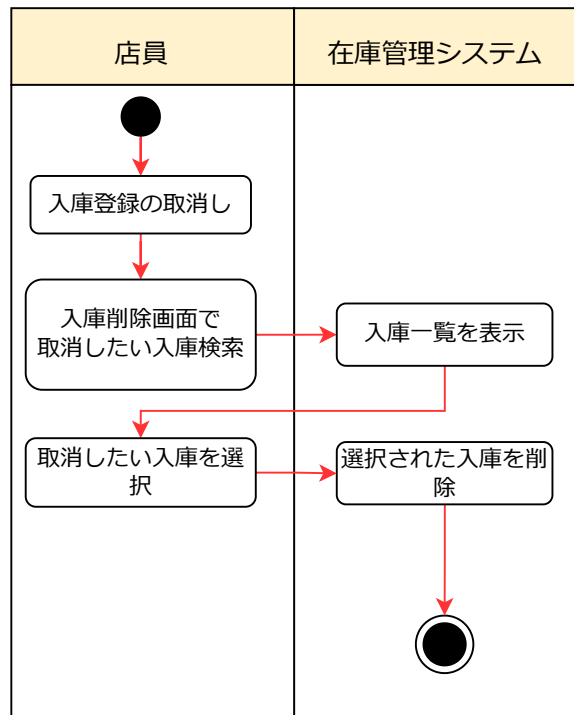 店員
在庫管理システム
入庫登録の取消し
入庫削除画面で
取消したい入庫検索
入庫一覧を表示
取消したい入庫を選
択
選択された入庫を削
除